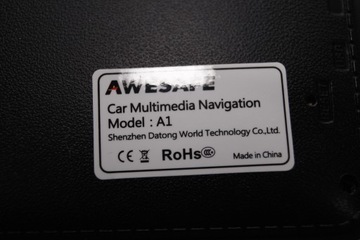 AWESAFE
Car Multimedia Navigation
Model : A1
Shenzhen Datong World Technology Co.,Ltd.
CE RoHS Made in China